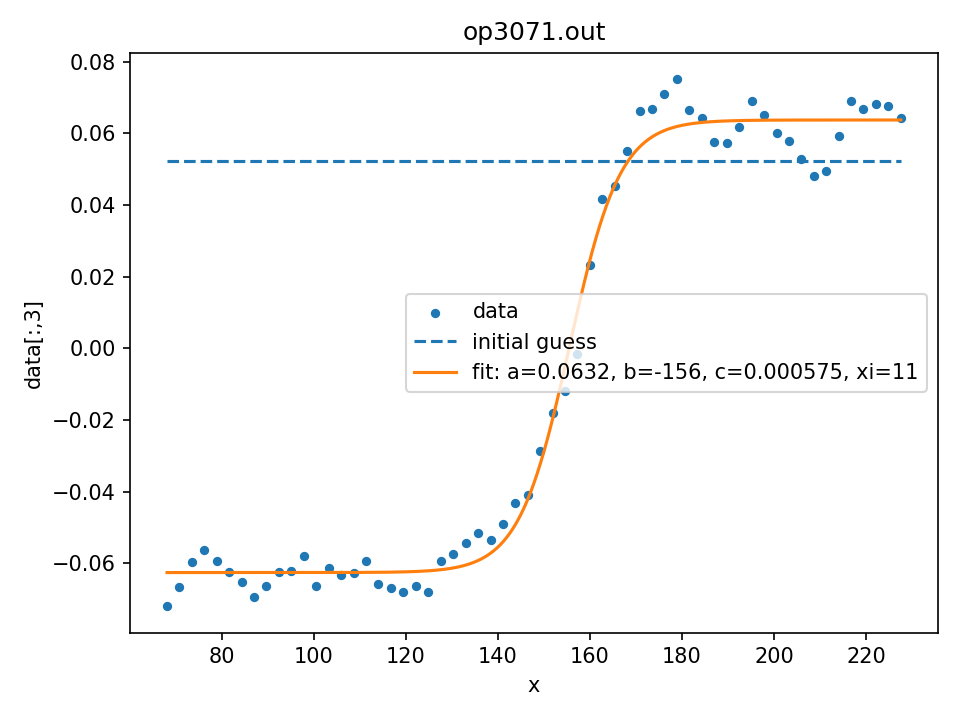 op3071.out
0.08
0.06
0.04
0.02
0.00
−0.02
−0.04
−0.06
data[:,3]
data
initial guess
fit: a=0.0632, b=-156, c=0.000575, xi=11
80 100 120 140 160 180 200 220
x